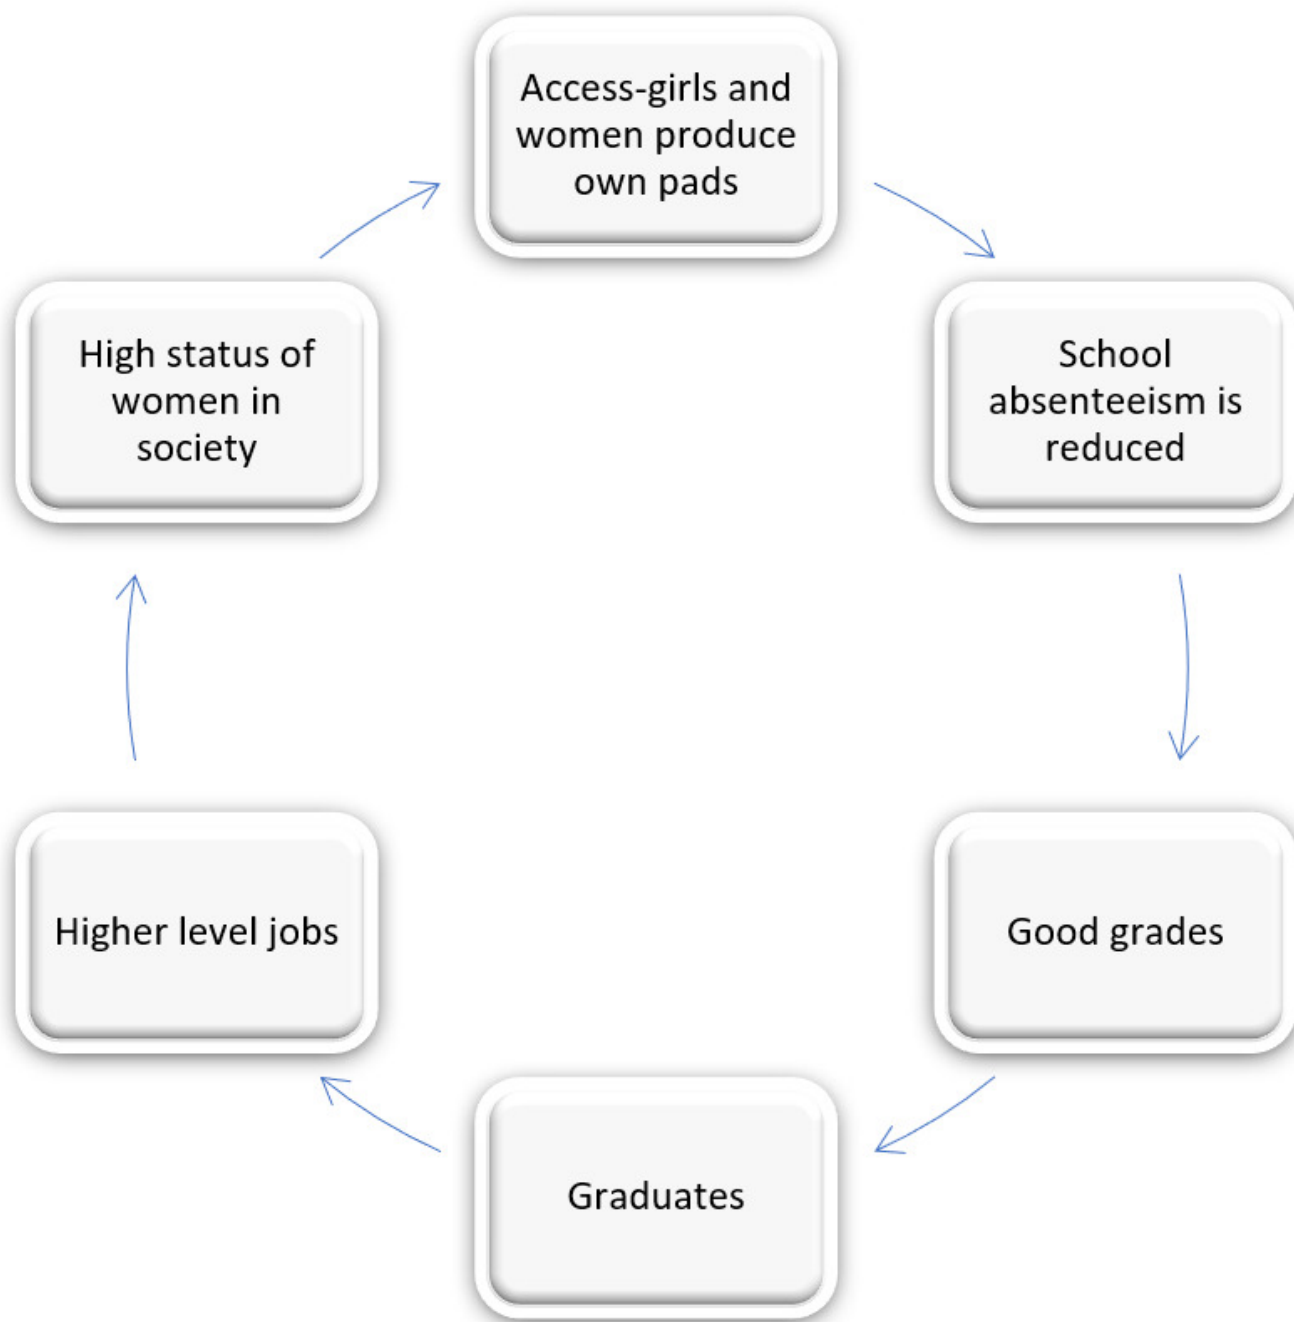 Access-girls and
women produce
own pads
School
absenteeism is
reduced
Good grades
Graduates
Higher level jobs
High status of
women in
society